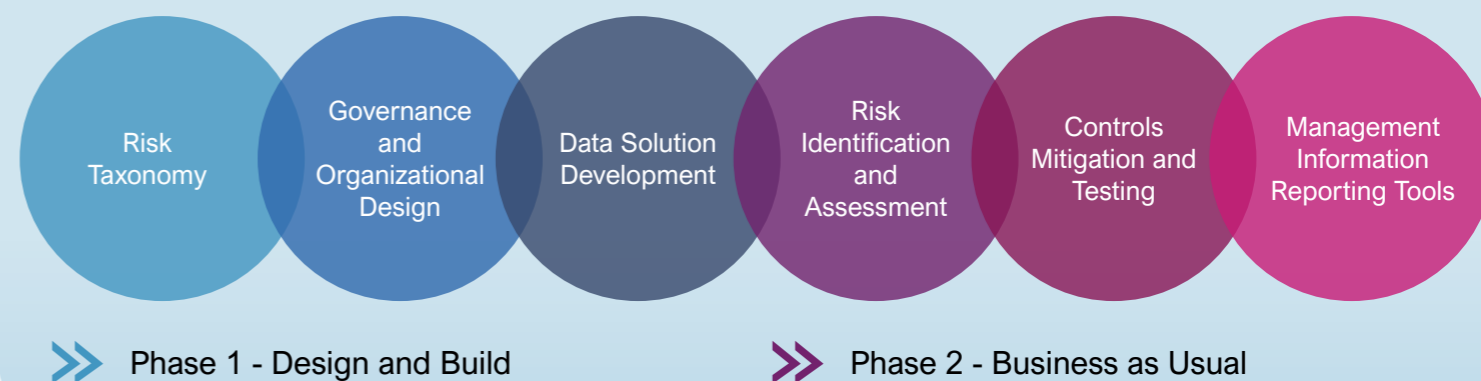 Risk
Taxonomy
Governance
and
Organizational
Design
Data Solution
Development
Risk
Identification
and
Assessment
Controls
Mitigation and
Testing
Management
Information
Reporting Tools
Phase 1 - Design and Build
Phase 2 - Business as Usual